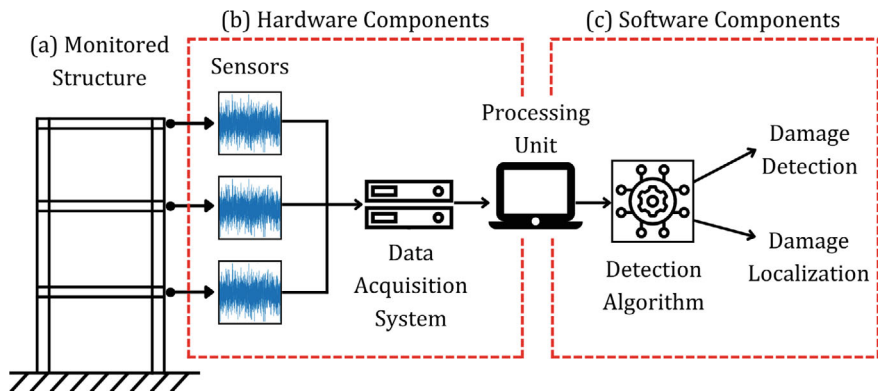 (a) Monitored
Structure
(b) Hardware Components
Sensors
Data
Acquisition
System
Processing
Unit
(c) Software Components
Detection
Algorithm
Damage
Detection
Damage
Localization